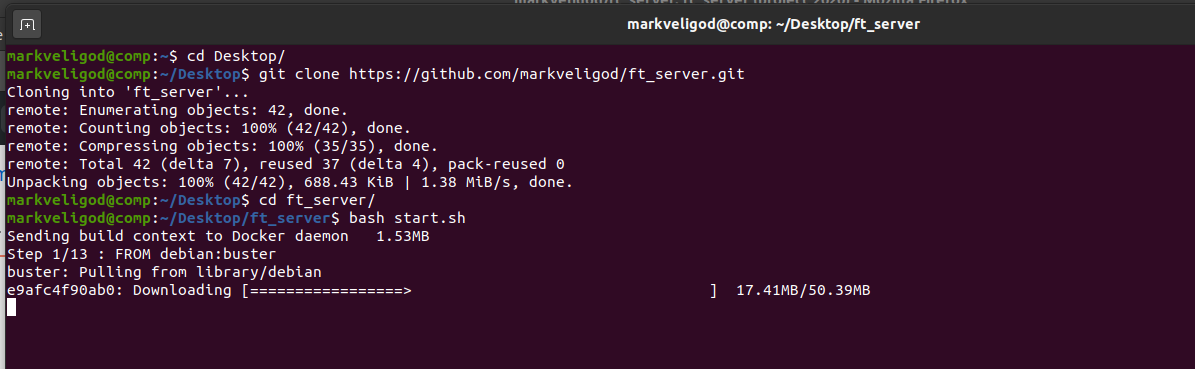 markveligod@comp: ~/Desktop/ft_server
markveligod@comp:~$ cd Desktop/
markveligod@comp:~/Desktop$ git clone https://github.com/markveligod/ft_server.git
Cloning into 'ft_server'...
remote: Enumerating objects: 42, done.
remote: Counting objects: 100% (42/42), done.
remote: Compressing objects: 100% (35/35), done.
remote: Total 42 (delta 7), reused 37 (delta 4), pack-reused 0
Unpacking objects: 100% (42/42), 688.43 KiB | 1.38 MiB/s, done.
markveligod@comp:~/Desktop$ cd ft_server/
markveligod@comp:~/Desktop/ft_server$ bash start.sh
Sending build context to Docker daemon   1.53MB
Step 1/13 : FROM debian:buster
buster: Pulling from library/debian
e9afc4f90ab0: Downloading [=================>                                 ]  17.41MB/50.39MB